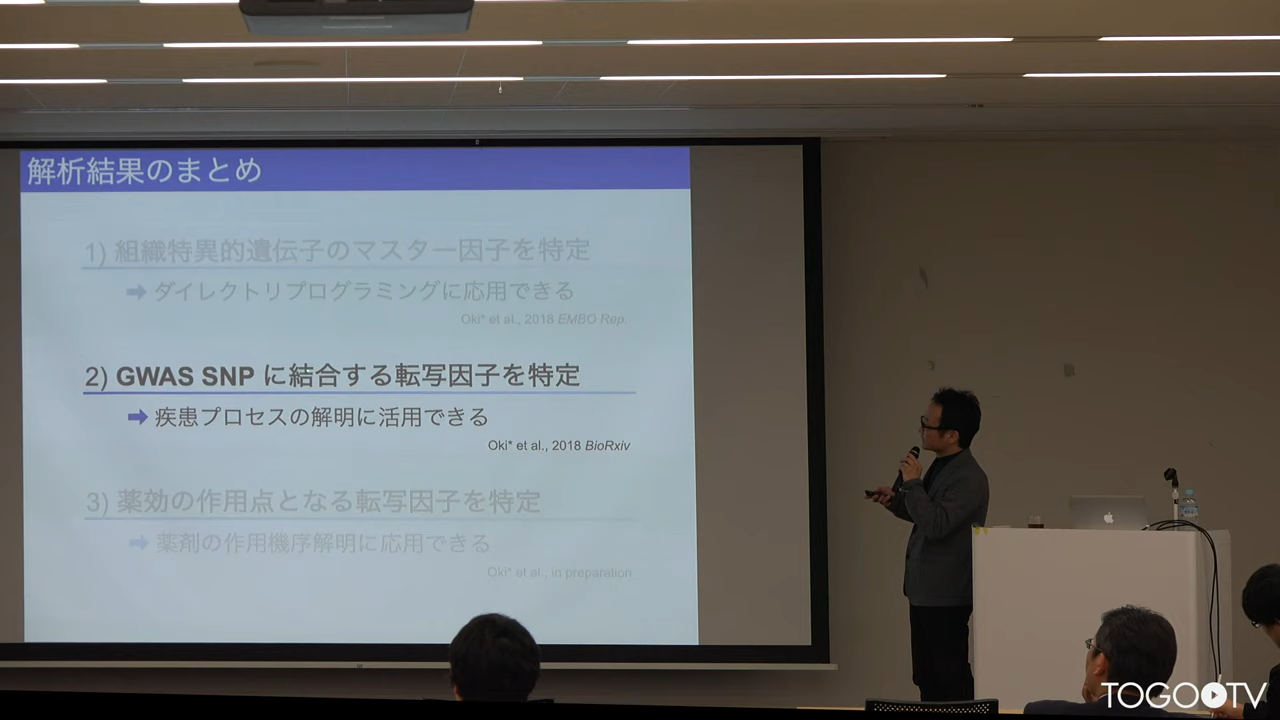 解析結果のまとめ
1) 組織特異的遺伝子のマスター因子を特定
➡ ダイレクトリプログラミングに応用できる
Oki* et al., 2018 EMBO Rep.
2) GWAS SNP に結合する転写因子を特定
➡ 疾患プロセスの解明に活用できる
Oki* et al., 2018 BioRxiv
3) 薬効の作用点となる転写因子を特定
➡ 薬剤の作用機序解明に応用できる
Oki* et al., in preparation
TOGOTV